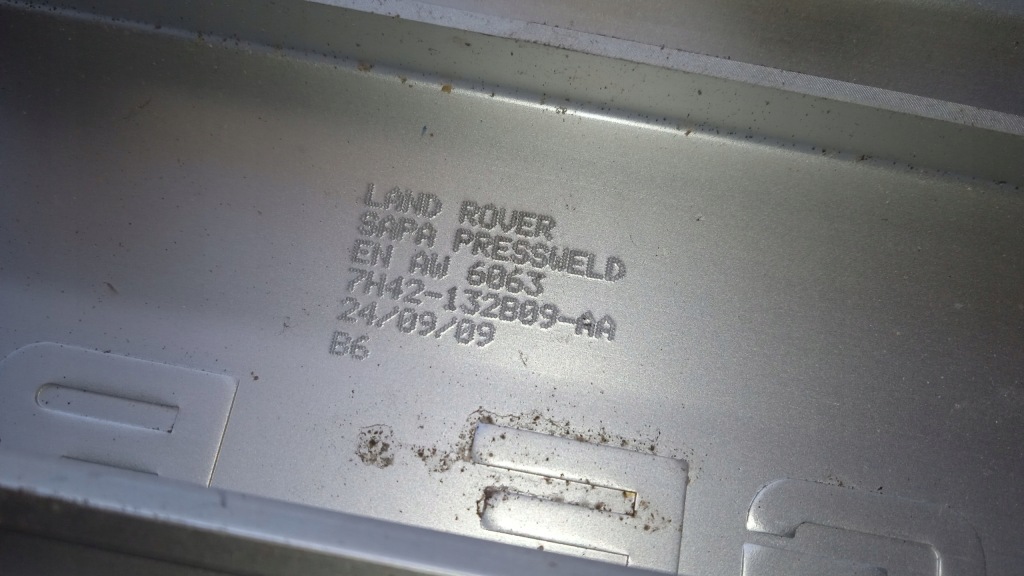 LAND ROVER
SAPA PRESSWELD
EN AW 6063
7H42-132809-AA
24/09/09
B6